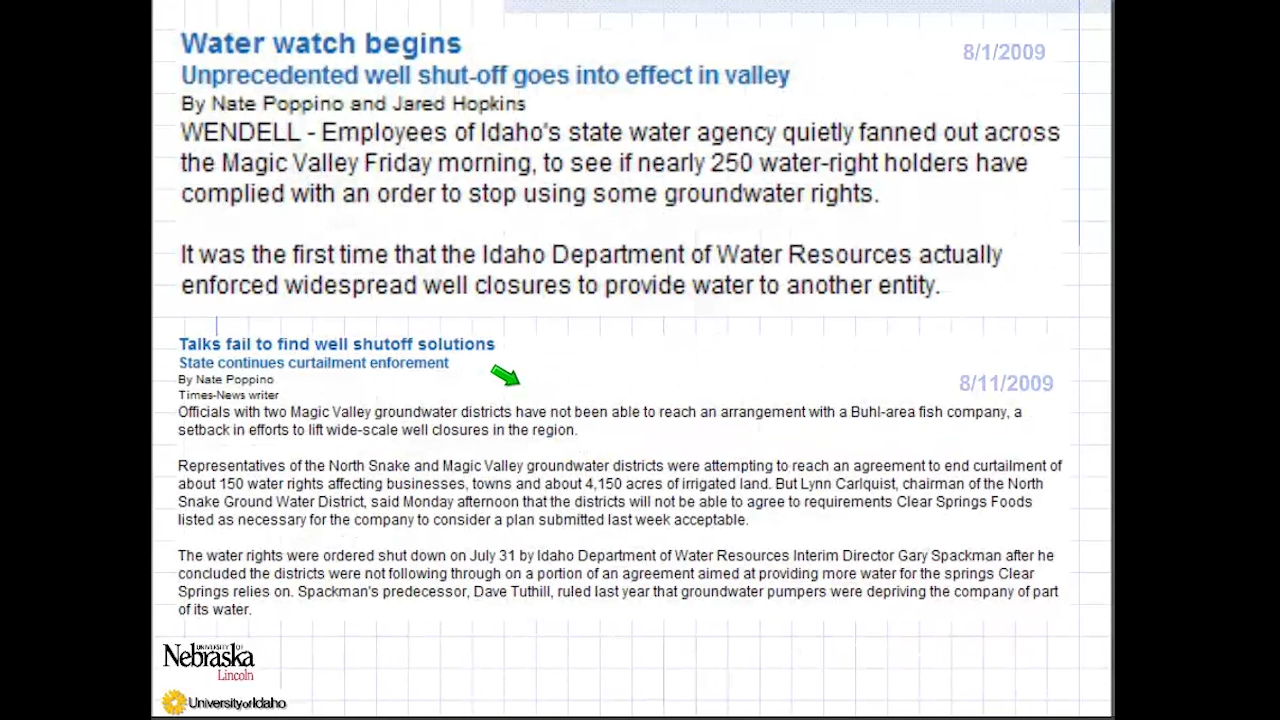 Water watch begins
8/1/2009
Unprecedented well shut-off goes into effect in valley
By Nate Poppino and Jared Hopkins
WENDELL - Employees of Idaho's state water agency quietly fanned out across
the Magic Valley Friday morning, to see if nearly 250 water-right holders have
complied with an order to stop using some groundwater rights.
It was the first time that the Idaho Department of Water Resources actually
enforced widespread well closures to provide water to another entity.
Talks fail to find well shutoff solutions
State continues curtailment enforement
By Nate Poppino
8/11/2009
Times-News writer
Officials with two Magic Valley groundwater districts have not been able to reach an arrangement with a Buhl-area fish company, a
setback in efforts to lift wide-scale well closures in the region.
Representatives of the North Snake and Magic Valley groundwater districts were attempting to reach an agreement to end curtailment of
about 150 water rights affecting businesses, towns and about 4,150 acres of irrigated land. But Lynn Carlquist, chairman of the North
Snake Ground Water District, said Monday afternoon that the districts will not be able to agree to requirements Clear Springs Foods
listed as necessary for the company to consider a plan submitted last week acceptable.
The water rights were ordered shut down on July 31 by Idaho Department of Water Resources Interim Director Gary Spackman after he
concluded the districts were not following through on a portion of an agreement aimed at providing more water for the springs Clear
Springs relies on. Spackman's predecessor, Dave Tuthill, ruled last year that groundwater pumpers were depriving the company of part
of its water.
UNIVERSITY OF
Nebraska
Lincoln
University of Idaho